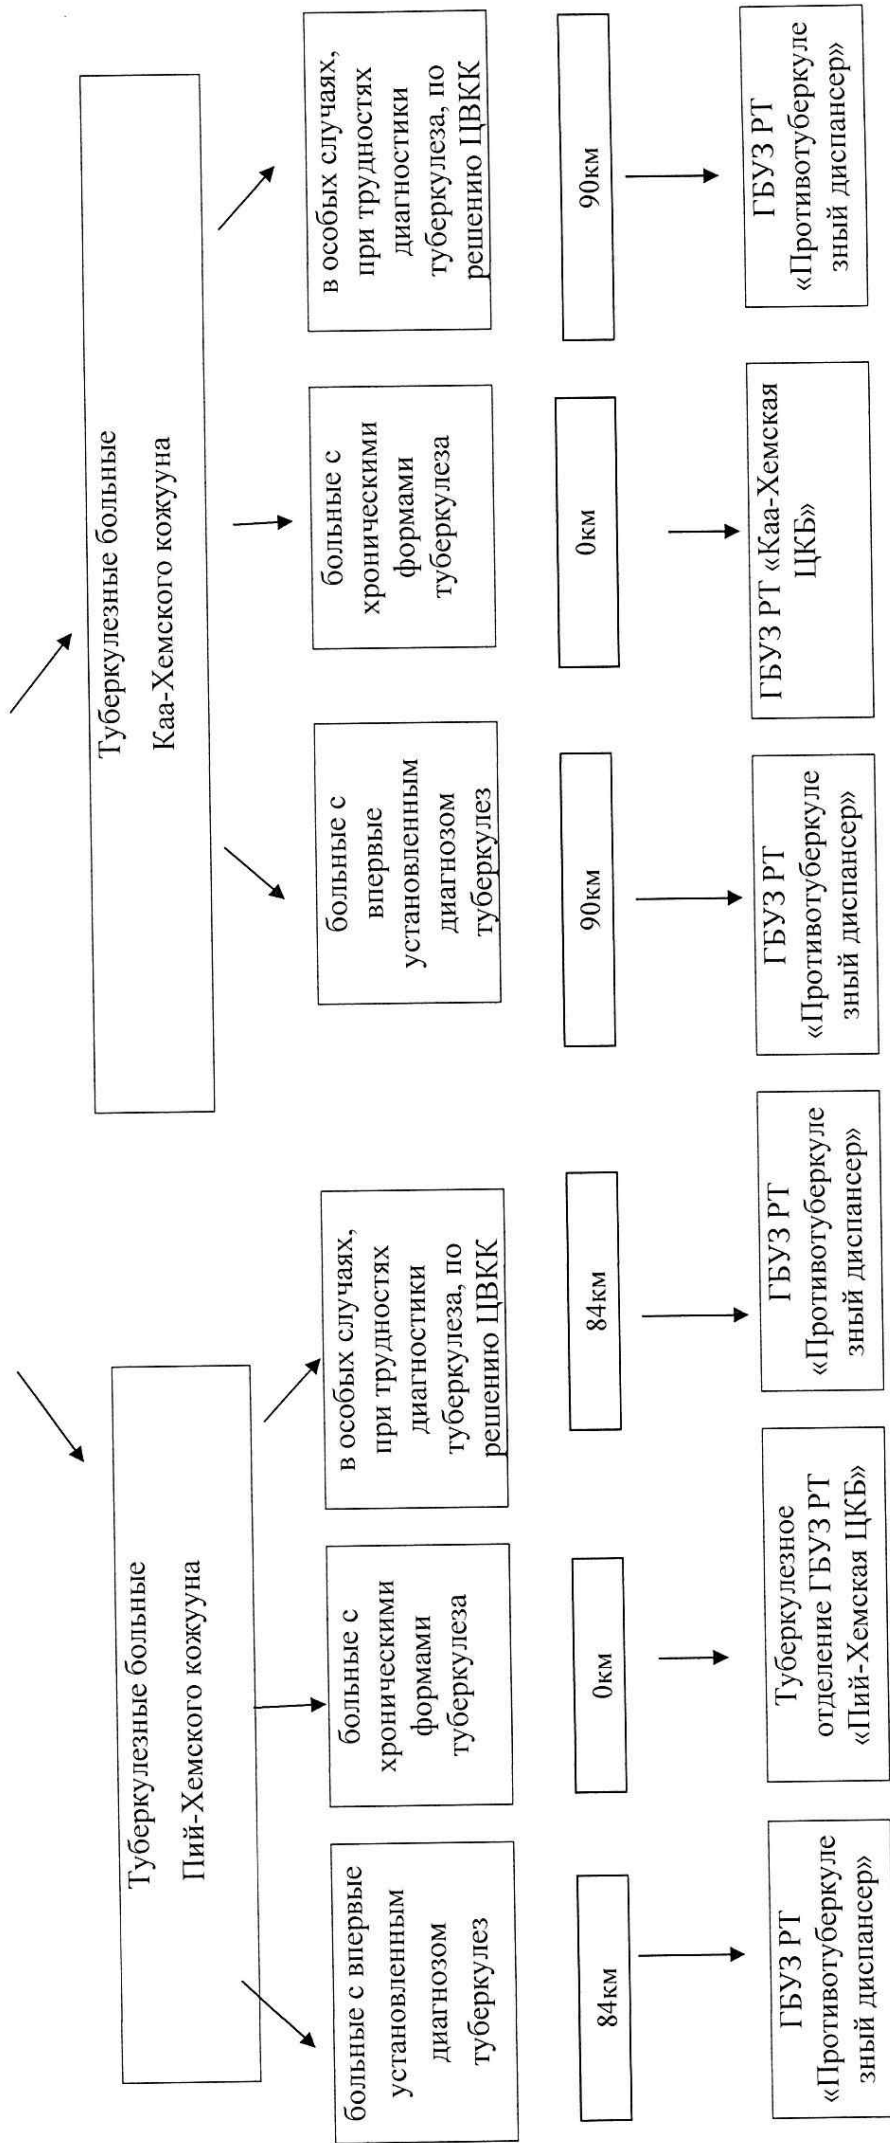 Туберкулезные больные
Пий-Хемского кожууна
больные с впервые
установленным
диагнозом
туберкулез
больные с
хроническими
формами
туберкулеза
в особых случаях,
при трудностях
диагностики
туберкулеза, по
решению ЦВКК
84км
0км
84км
ГБУЗ РТ
«Противотуберкуле
зный диспансер»
Туберкулезное
отделение ГБУЗ РТ
«Пий-Хемская ЦКБ»
ГБУЗ РТ
«Противотуберкуле
зный диспансер»
Туберкулезные больные
Каа-Хемского кожууна
больные с
впервые
установленным
диагнозом
туберкулез
больные с
хроническими
формами
туберкулеза
в особых случаях,
при трудностях
диагностики
туберкулеза, по
решению ЦВКК
90км
0км
90км
ГБУЗ РТ
«Противотуберкуле
зный диспансер»
ГБУЗ РТ «Каа-Хемская
ЦКБ»
ГБУЗ РТ
«Противотуберкуле
зный диспансер»